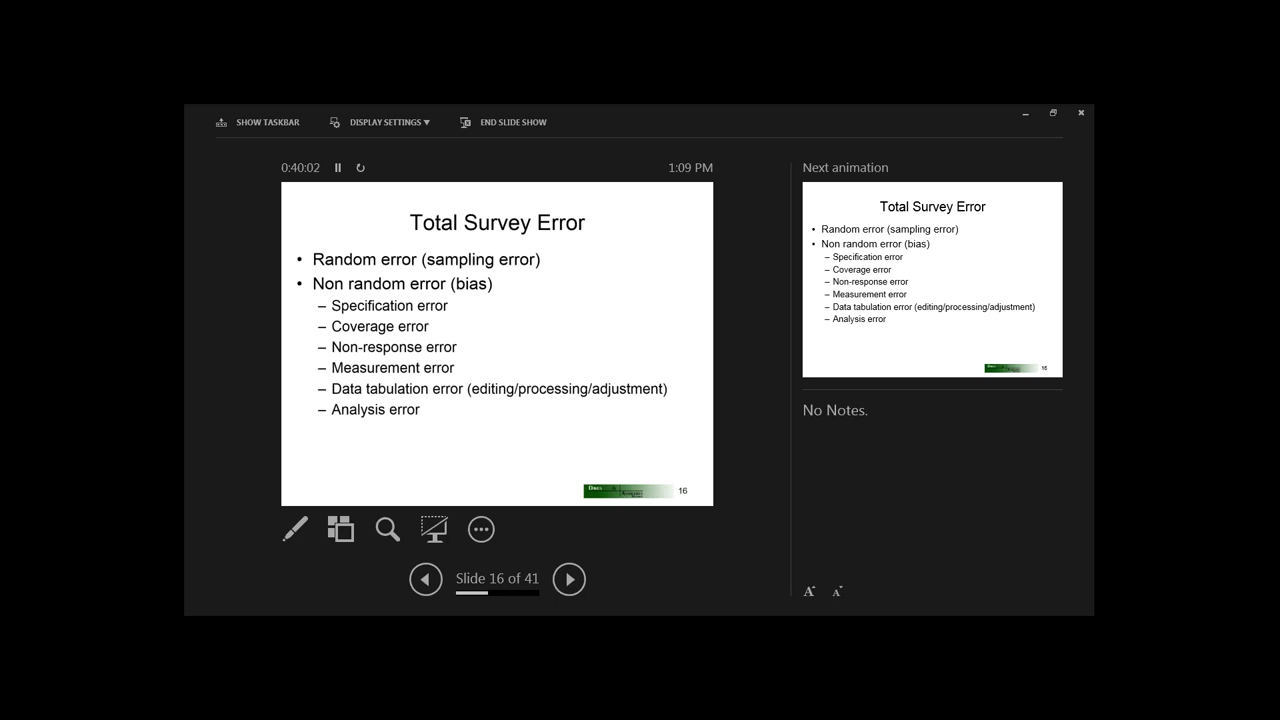 SHOW TASKBAR
DISPLAY SETTINGS ▼
END SLIDE SHOW
0:40:02
1:09 PM
Total Survey Error
• Random error (sampling error)
• Non random error (bias)
– Specification error
– Coverage error
– Non-response error
– Measurement error
– Data tabulation error (editing/processing/adjustment)
– Analysis error
16
Slide 16 of 41
Next animation
Total Survey Error
• Random error (sampling error)
• Non random error (bias)
– Specification error
– Coverage error
– Non-response error
– Measurement error
– Data tabulation error (editing/processing/adjustment)
– Analysis error
16
No Notes.
A
A